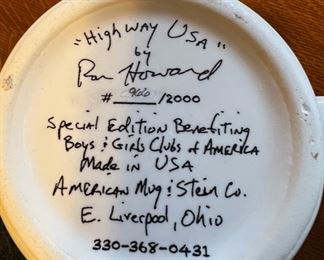 "Highway USA"
by
Ron Howard
# 966/2000
Special Edition Benefiting
Boys & Girls Clubs of America
Made in USA
American Mug & Stein Co.
E. Liverpool, Ohio
330-368-0431